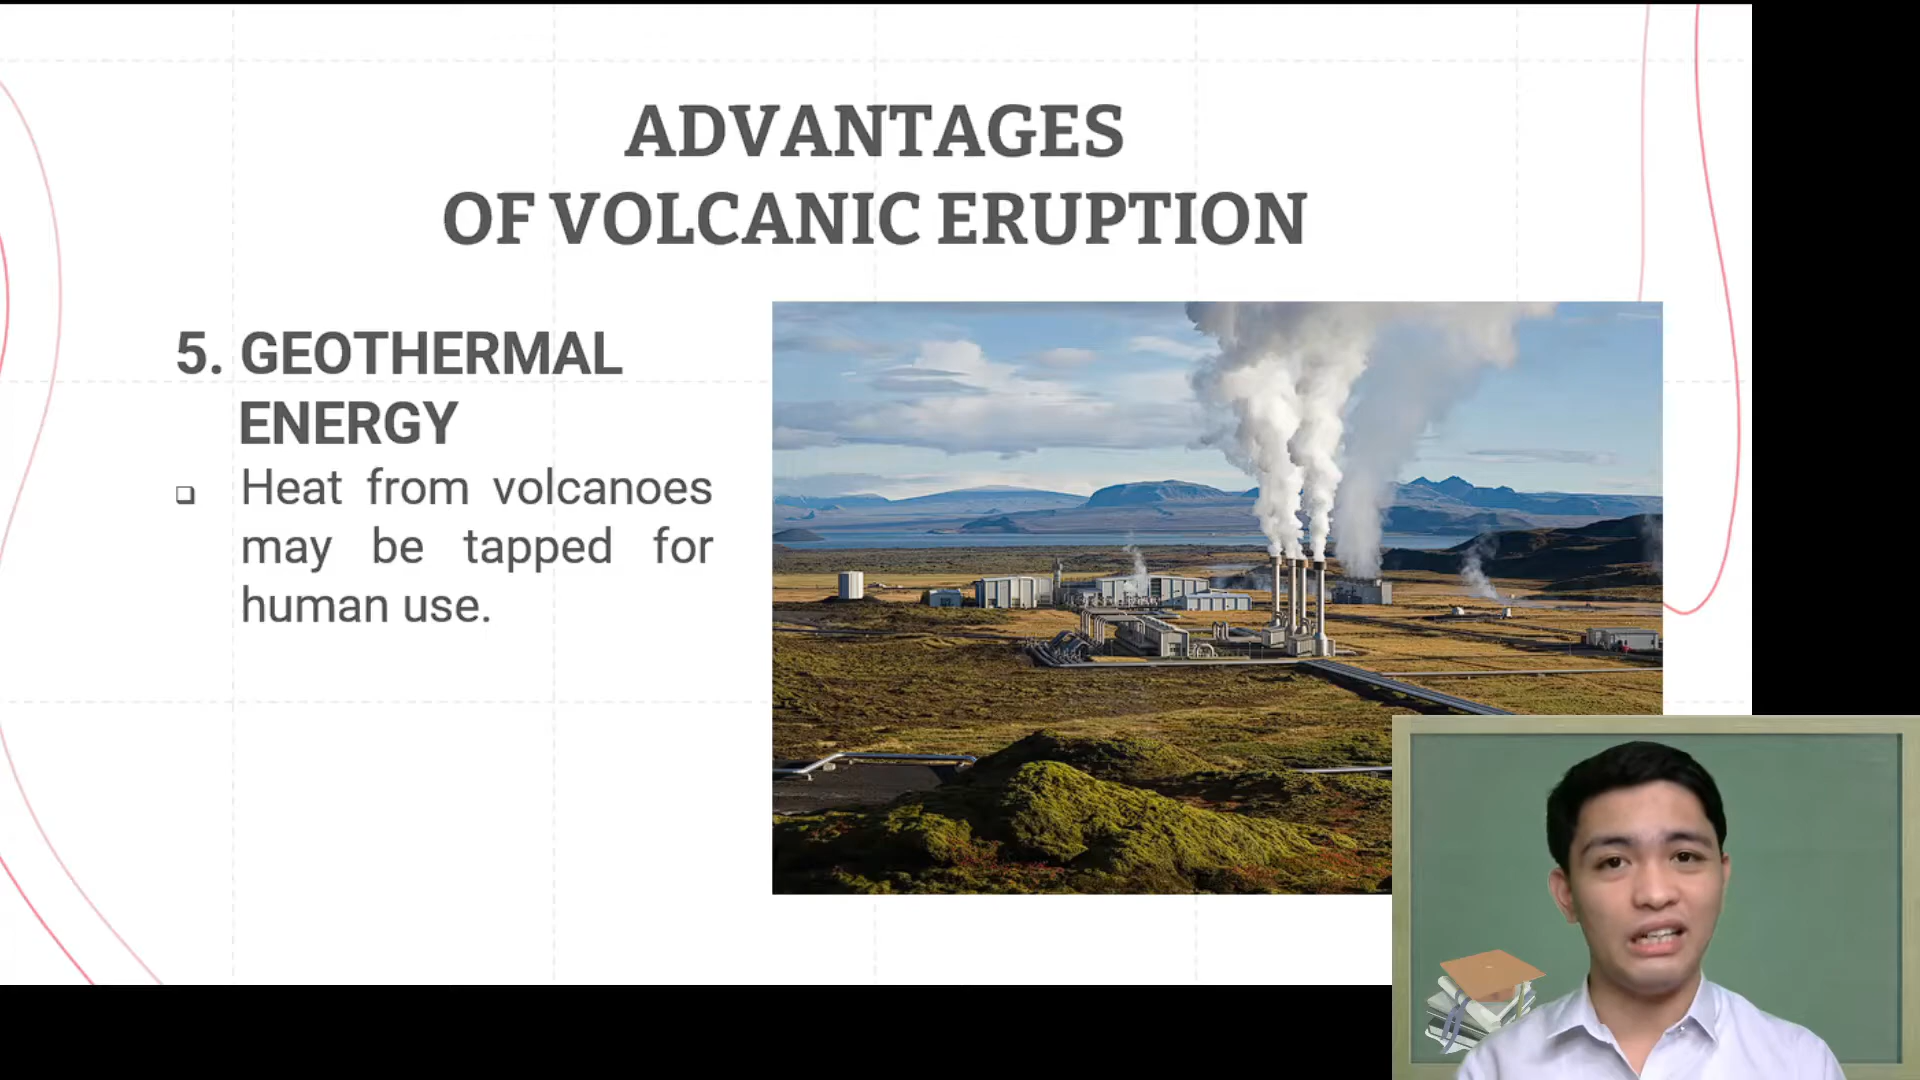 ADVANTAGES
OF VOLCANIC ERUPTION
5. GEOTHERMAL
ENERGY
Heat from volcanoes
may be tapped for
human use.